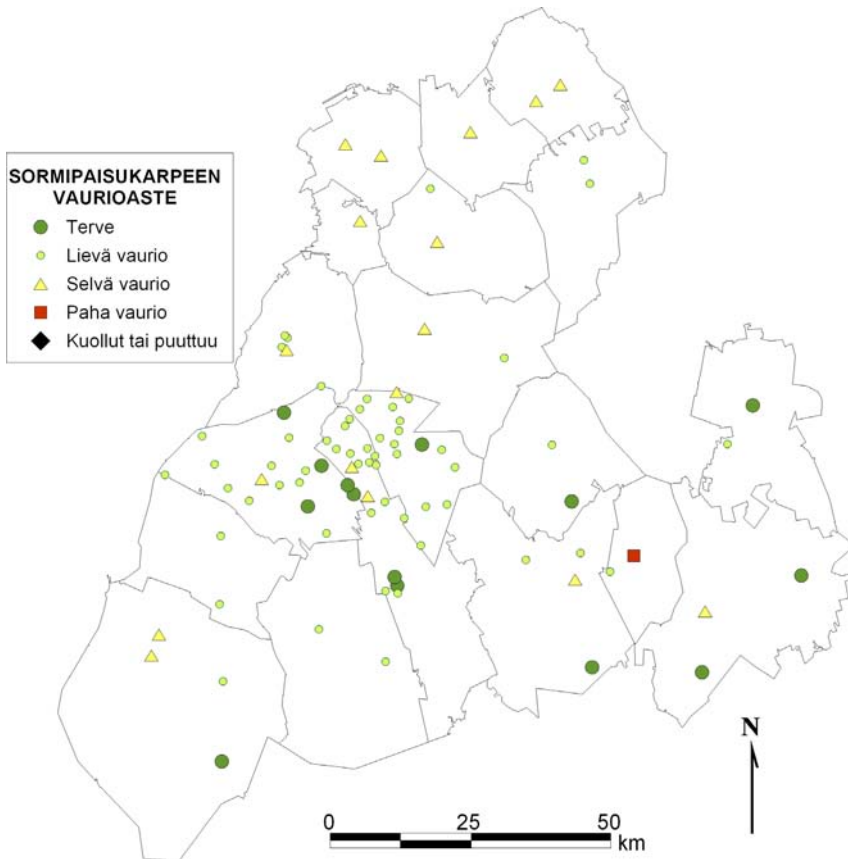 SORMIPAISUKARPEEN
VAURIOASTE
Terve
Lievä vaurio
Selvä vaurio
Paha vaurio
Kuollut tai puuttuu
N
0 25 50
km